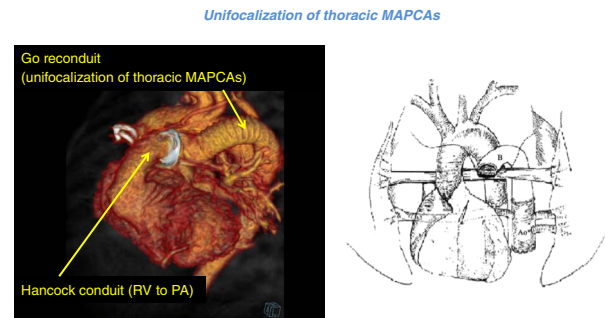 Unifocalization of thoracic MAPCAs
Go reconduit
(unifocalization of thoracic MAPCAs)
Hancock conduit (RV to PA)
B
Ao